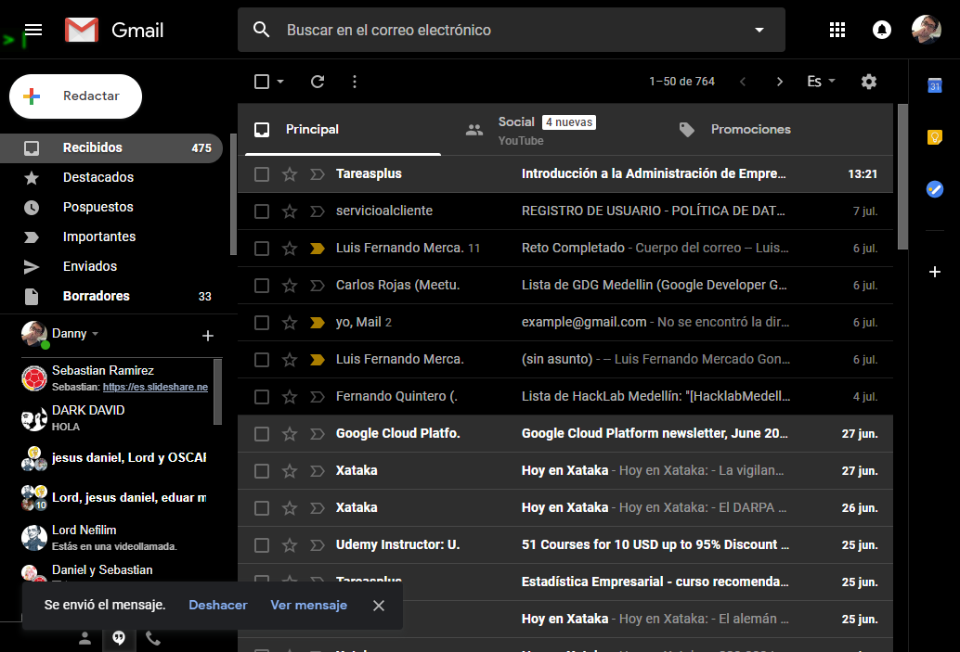 Gmail
Buscar en el correo electrónico
Redactar
1–50 de 764
Es
31
Recibidos 475
Destacados
Pospuestos
Importantes
Enviados
Borradores 33
Danny
Sebastian Ramirez
Sebastian: https://es.slideshare.ne
DARK DAVID
HOLA
jesus daniel, Lord y OSCAI
Lord, jesus daniel, eduar m
10
Lord Nefilim
Estás en una videollamada.
Daniel y Sebastian
Principal
Social 4 nuevas
YouTube
Promociones
Tareasplus Introducción a la Administración de Empre… 13:21
servicioalcliente REGISTRO DE USUARIO - POLÍTICA DE DAT… 7 jul.
Luis Fernando Merca. 11 Reto Completado - Cuerpo del correo -- Luis… 6 jul.
Carlos Rojas (Meetu. Lista de GDG Medellin (Google Developer G… 6 jul.
yo, Mail 2 example@gmail.com - No se encontró la dir… 6 jul.
Luis Fernando Merca. (sin asunto) - -- Luis Fernando Mercado Gon… 6 jul.
Fernando Quintero (. Lista de HackLab Medellín: "[HacklabMedell… 4 jul.
Google Cloud Platfo. Google Cloud Platform newsletter, June 20… 27 jun.
Xataka Hoy en Xataka - Hoy en Xataka: - La vigilan… 27 jun.
Xataka Hoy en Xataka - Hoy en Xataka: - El DARPA … 26 jun.
Udemy Instructor: U. 51 Courses for 10 USD up to 95% Discount … 25 jun.
Tareasplus Estadística Empresarial - curso recomenda… 25 jun.
Hoy en Xataka - Hoy en Xataka: - El alemán … 25 jun.
Se envió el mensaje. Deshacer Ver mensaje